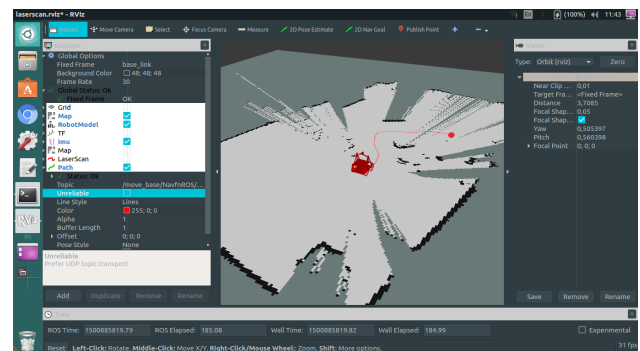 laserscan.rviz* - RViz
En
(100%)
11:43
Interact
Move Camera
Select
Focus Camera
Measure
2D Pose Estimate
2D Nav Goal
Publish Point
Displays
Global Options
Fixed Frame base_link
Background Color 48; 48; 48
Frame Rate 30
Global Status: Ok
Fixed Frame OK
Grid
Map
RobotModel
TF
Imu
Map
LaserScan
Path
Status: Ok
Topic /move_base/NavfnROS/...
Unreliable
Line Style Lines
Color 255; 0; 0
Alpha 1
Buffer Length 1
Offset 0; 0; 0
Pose Style None
Unreliable
Prefer UDP topic transport
Add Duplicate Remove Rename
Views
Type: Orbit (rviz) Zero
Near Clip ... 0,01
Target Fra... <Fixed Frame>
Distance 3,7085
Focal Shap... 0,05
Focal Shap...
Yaw 0,505397
Pitch 0,560398
Focal Point 0; 0; 0
Save Remove Rename
Time
ROS Time: 1500885819.79 ROS Elapsed: 185.08 Wall Time: 1500885819.82 Wall Elapsed: 184.99 Experimental
Reset Left-Click: Rotate. Middle-Click: Move X/Y. Right-Click/Mouse Wheel: Zoom. Shift: More options. 31 fps
RViz